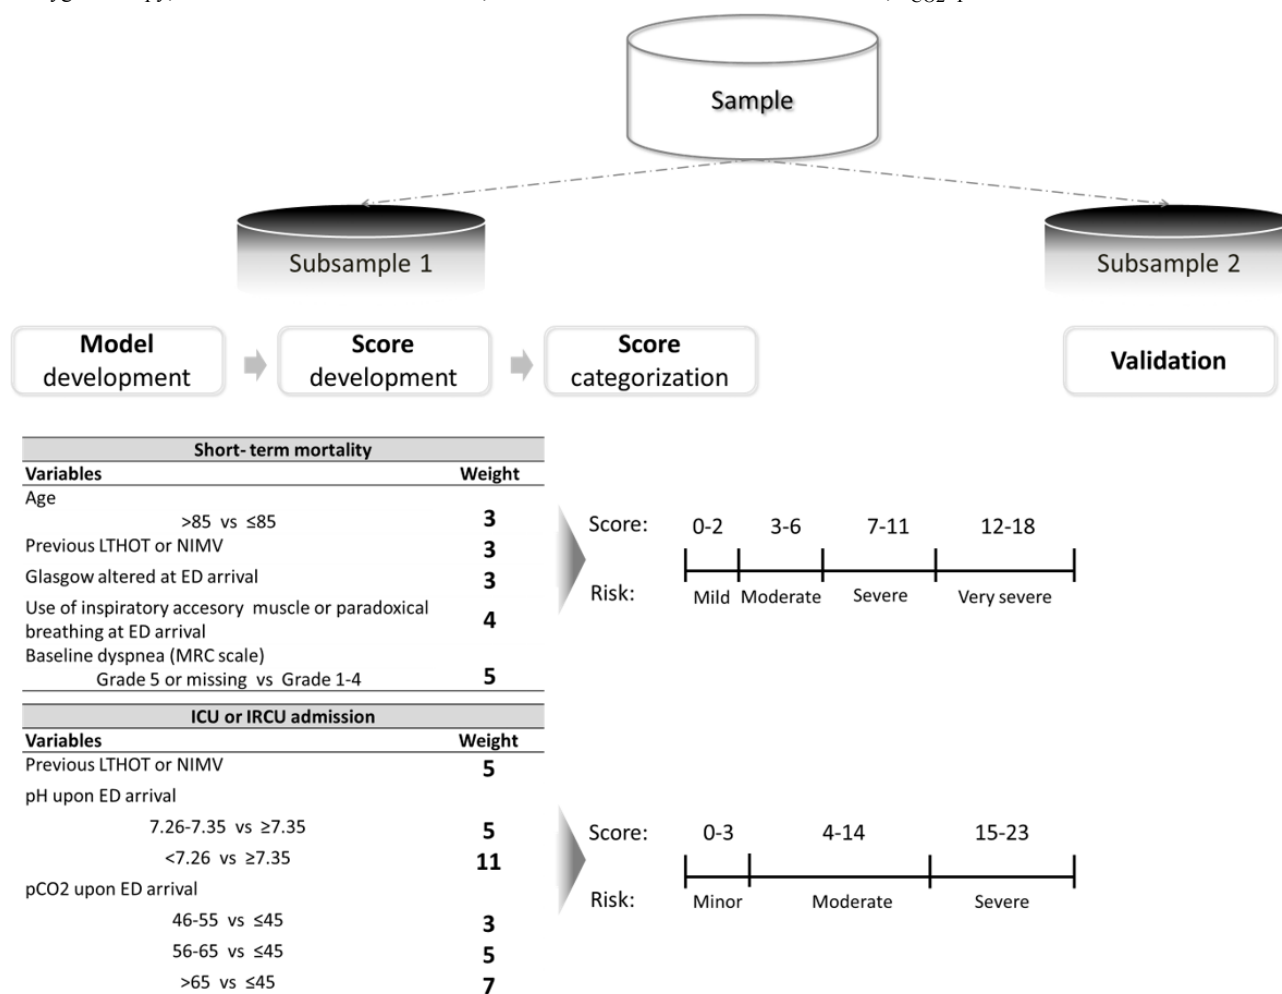 Sample
Subsample 1
Subsample 2
Model
development
Score
development
Score
categorization
Validation
Short- term mortality
Variables Weight
Age
>85 vs ≤85 3
Previous LTHOT or NIMV 3
Glasgow altered at ED arrival 3
Use of inspiratory accesory muscle or paradoxical
breathing at ED arrival 4
Baseline dyspnea (MRC scale)
Grade 5 or missing vs Grade 1-4 5
Score: 0-2 3-6 7-11 12-18
Risk: Mild Moderate Severe Very severe
ICU or IRCU admission
Variables Weight
Previous LTHOT or NIMV 5
pH upon ED arrival
7.26-7.35 vs ≥7.35 5
<7.26 vs ≥7.35 11
pCO2 upon ED arrival
46-55 vs ≤45 3
56-65 vs ≤45 5
>65 vs ≤45 7
Score: 0-3 4-14 15-23
Risk: Minor Moderate Severe